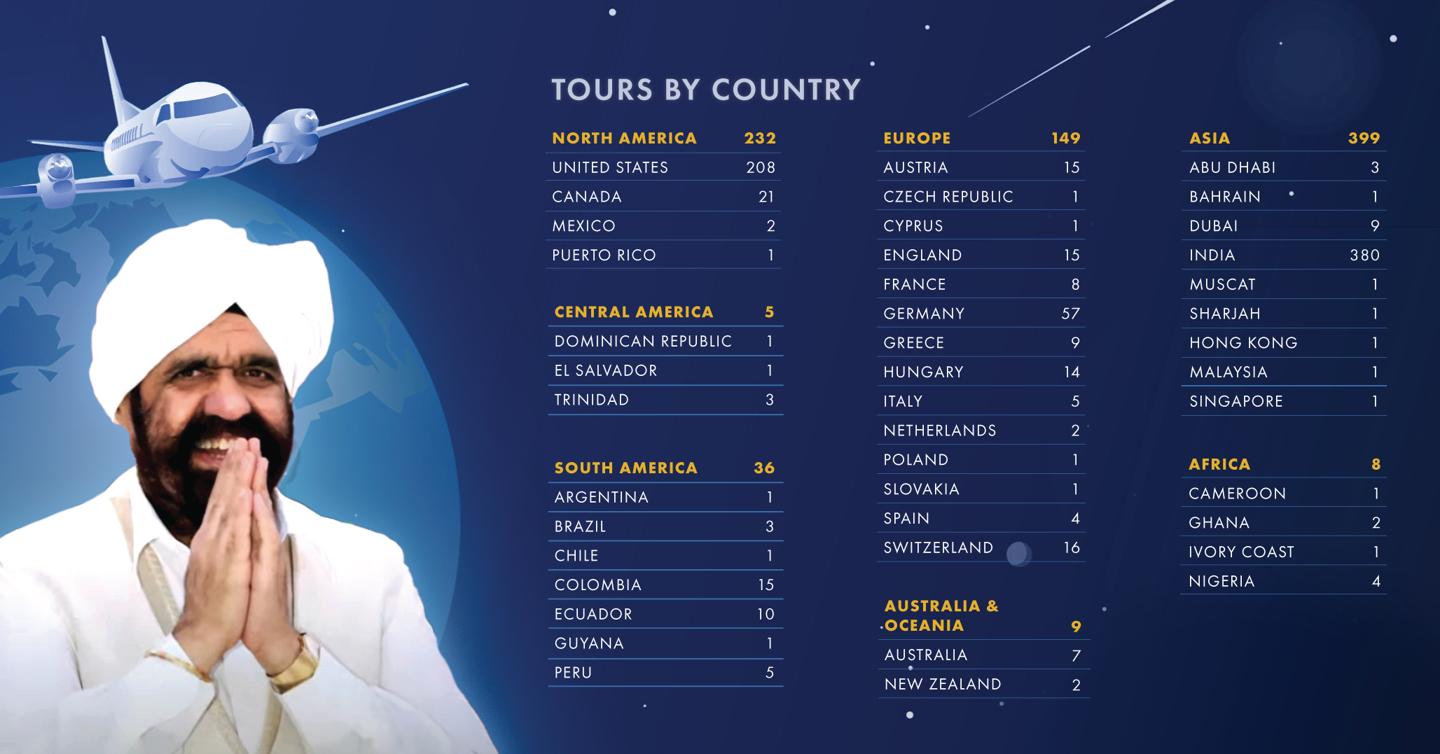 TOURS BY COUNTRY
NORTH AMERICA 232
UNITED STATES 208
CANADA 21
MEXICO 2
PUERTO RICO 1
CENTRAL AMERICA 5
DOMINICAN REPUBLIC 1
EL SALVADOR 1
TRINIDAD 3
SOUTH AMERICA 36
ARGENTINA 1
BRAZIL 3
CHILE 1
COLOMBIA 15
ECUADOR 10
GUYANA 1
PERU 5
EUROPE 149
AUSTRIA 15
CZECH REPUBLIC 1
CYPRUS 1
ENGLAND 15
FRANCE 8
GERMANY 57
GREECE 9
HUNGARY 14
ITALY 5
NETHERLANDS 2
POLAND 1
SLOVAKIA 1
SPAIN 4
SWITZERLAND 16
AUSTRALIA &
OCEANIA 9
AUSTRALIA 7
NEW ZEALAND 2
ASIA 399
ABU DHABI 3
BAHRAIN 1
DUBAI 9
INDIA 380
MUSCAT 1
SHARJAH 1
HONG KONG 1
MALAYSIA 1
SINGAPORE 1
AFRICA 8
CAMEROON 1
GHANA 2
IVORY COAST 1
NIGERIA 4